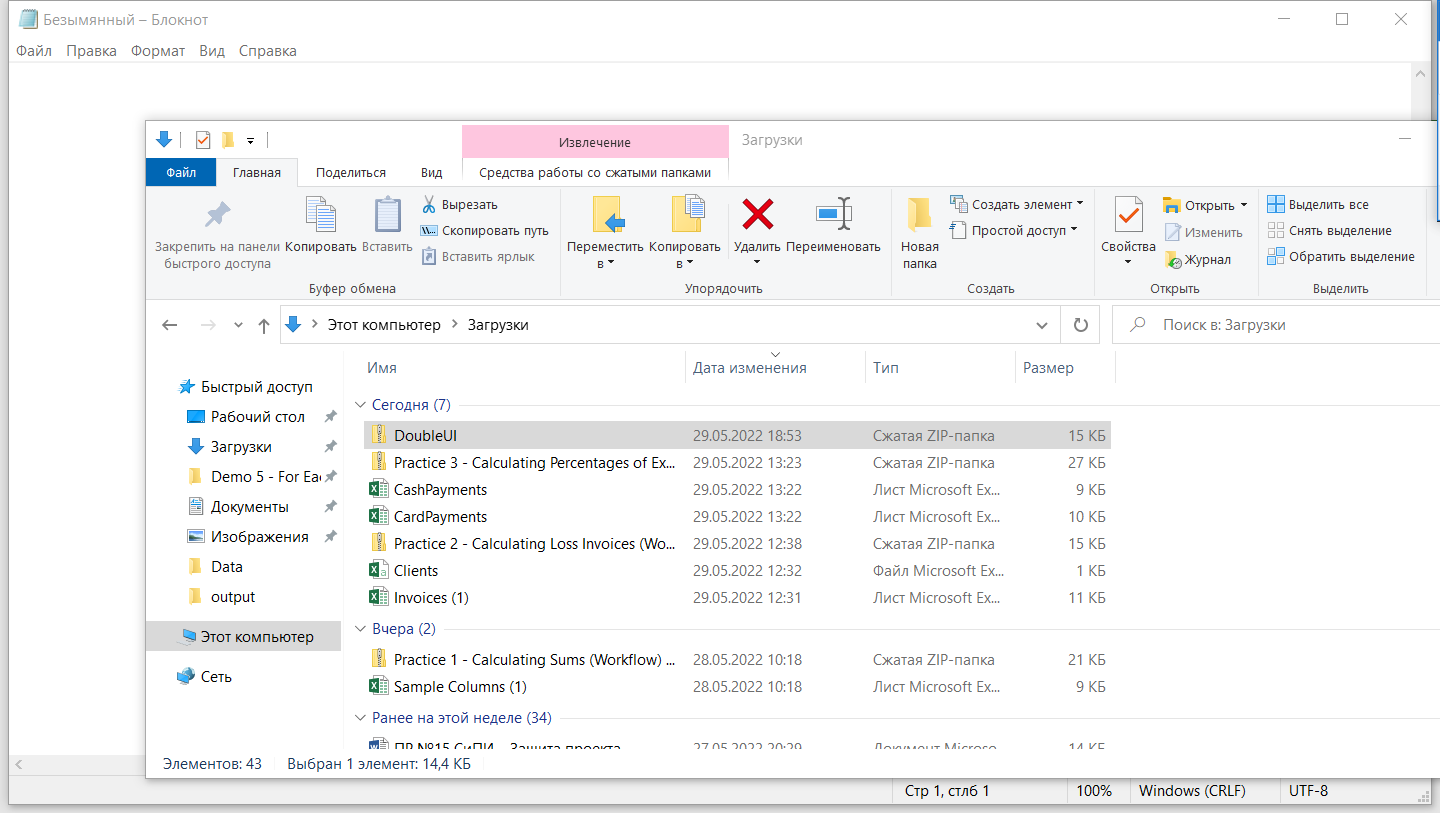 Безымянный – Блокнот
Файл Правка Формат Вид Справка
Извлечение Загрузки
Файл Главная Поделиться Вид Средства работы со сжатыми папками
Закрепить на панели быстрого доступа
Копировать
Вставить
Вырезать
Скопировать путь
Вставить ярлык
Буфер обмена
Переместить в
Копировать в
Удалить
Переименовать
Упорядочить
Новая папка
Создать элемент
Простой доступ
Создать
Свойства
Открыть
Изменить
Журнал
Открыть
Выделить все
Снять выделение
Обратить выделение
Выделить
Этот компьютер Загрузки
Поиск в: Загрузки
Быстрый доступ
Рабочий стол
Загрузки
Demo 5 - For Eac
Документы
Изображения
Data
output
Этот компьютер
Сеть
Имя Дата изменения Тип Размер
Сегодня (7)
DoubleUI 29.05.2022 18:53 Сжатая ZIP-папка 15 КБ
Practice 3 - Calculating Percentages of Ex... 29.05.2022 13:23 Сжатая ZIP-папка 27 КБ
CashPayments 29.05.2022 13:22 Лист Microsoft Ex... 9 КБ
CardPayments 29.05.2022 13:22 Лист Microsoft Ex... 10 КБ
Practice 2 - Calculating Loss Invoices (Wo... 29.05.2022 12:38 Сжатая ZIP-папка 15 КБ
Clients 29.05.2022 12:32 Файл Microsoft Ex... 1 КБ
Invoices (1) 29.05.2022 12:31 Лист Microsoft Ex... 11 КБ
Вчера (2)
Practice 1 - Calculating Sums (Workflow) ... 28.05.2022 10:18 Сжатая ZIP-папка 21 КБ
Sample Columns (1) 28.05.2022 10:18 Лист Microsoft Ex... 9 КБ
Ранее на этой неделе (34)
ПР №15 СиПИ - Защита проекта 27.05.2022 20:29 Документ Microso... 14 КБ
Элементов: 43 Выбран 1 элемент: 14,4 КБ
Стр 1, стлб 1 100% Windows (CRLF) UTF-8